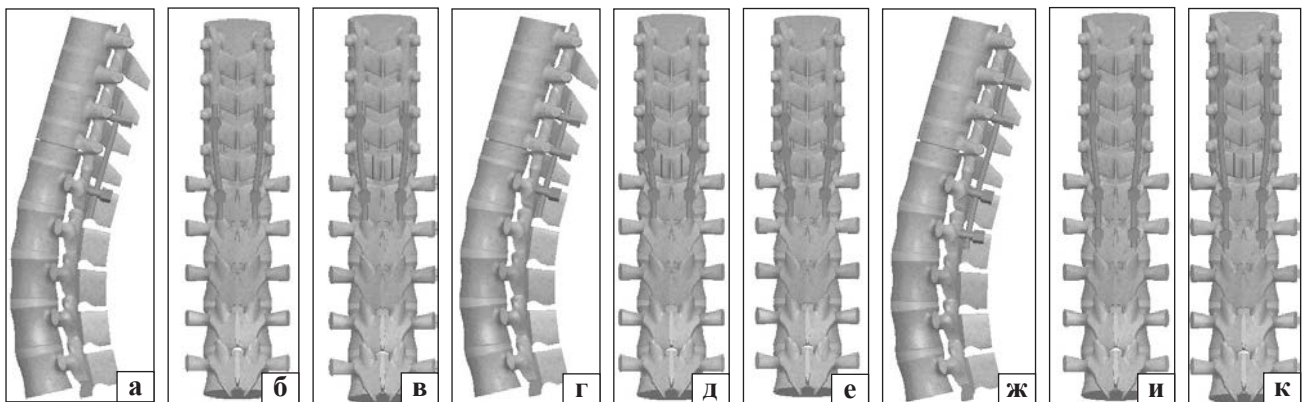 а б в г д е ж и к